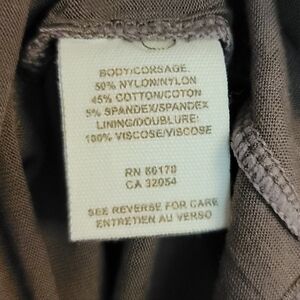 BODY/CORSAGE
50% NYLON/NYLON
45% COTTON/COTON
5% SPANDEX/SPANDEX
LINING/DOUBLURE:
100% VISCOSE/VISCOSE
RN 66170
CA 32054
SEE REVERSE FOR CARE
ENTRETIEN AU VERSO